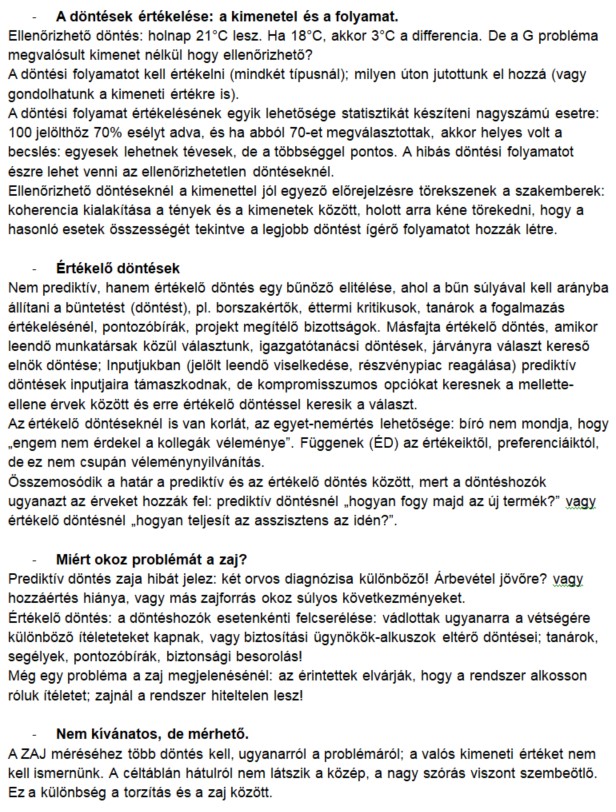 - A döntések értékelése: a kimenetel és a folyamat.
Ellenőrizhető döntés: holnap 21°C lesz. Ha 18°C, akkor 3°C a differencia. De a G probléma
megvalósult kimenet nélkül hogy ellenőrizhető?
A döntési folyamatot kell értékelni (mindkét típusnál); milyen úton jutottunk el hozzá (vagy
gondolhatunk a kimeneti értékre is).
A döntési folyamat értékelésének egyik lehetősége statisztikát készíteni nagyszámú esetre:
100 jelölthöz 70% esélyt adva, és ha abból 70-et megválasztottak, akkor helyes volt a
becslés: egyesek lehetnek tévesek, de a többséggel pontos. A hibás döntési folyamatot
észre lehet venni az ellenőrizhetetlen döntéseknél.
Ellenőrizhető döntéseknél a kimenettel jól egyező előrejelzésre törekszenek a szakemberek:
koherencia kialakítása a tények és a kimenetek között, holott arra kéne törekedni, hogy a
hasonló esetek összességét tekintve a legjobb döntést ígérő folyamatot hozzák létre.
- Értékelő döntések
Nem prediktív, hanem értékelő döntés egy bűnöző elítélése, ahol a bűn súlyával kell arányba
állítani a büntetést (döntést), pl. borszakértők, éttermi kritikusok, tanárok a fogalmazás
értékelésénél, pontozóbírák, projekt megítélő bizottságok. Másfajta értékelő döntés, amikor
leendő munkatársak közül választunk, igazgatótanácsi döntések, járványra választ kereső
elnök döntése; Inputjukban (jelölt leendő viselkedése, részvénypiac reagálása) prediktív
döntések inputjaira támaszkodnak, de kompromisszumos opciókat keresnek a mellette-
ellene érvek között és erre értékelő döntéssel keresik a választ.
Az értékelő döntéseknél is van korlát, az egyet-nemértés lehetősége: bíró nem mondja, hogy
„engem nem érdekel a kollegák véleménye”. Függenek (ÉD) az értékeiktől, preferenciáiktól,
de ez nem csupán véleménynyilvánítás.
Összemosódik a határ a prediktív és az értékelő döntés között, mert a döntéshozók
ugyanazt az érveket hozzák fel: prediktív döntésnél „hogyan fogy majd az új termék?” vagy
értékelő döntésnél „hogyan teljesít az asszisztens az idén?”.
- Miért okoz problémát a zaj?
Prediktív döntés zaja hibát jelez: két orvos diagnózisa különböző! Árbevétel jövőre? vagy
hozzáértés hiánya, vagy más zajforrás okoz súlyos következményeket.
Értékelő döntés: a döntéshozók esetenkénti felcserélése: vádlottak ugyanarra a vétségére
különböző ítéleteteket kapnak, vagy biztosítási ügynökök-alkuszok eltérő döntései; tanárok,
segélyek, pontozóbírák, biztonsági besorolás!
Még egy probléma a zaj megjelenésénél: az érintettek elvárják, hogy a rendszer alkosson
róluk ítéletet; zajnál a rendszer hiteltelen lesz!
- Nem kívánatos, de mérhető.
A ZAJ méréséhez több döntés kell, ugyanarról a problémáról; a valós kimeneti értéket nem
kell ismernünk. A céltáblán hátulról nem látszik a közép, a nagy szórás viszont szembeötlő.
Ez a különbség a torzítás és a zaj között.